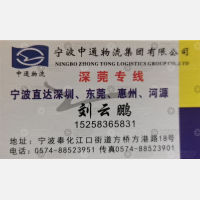 宁波中通物流集团有限公司
NINGBO ZHONG TONG LOGISTICS GROUP CO.,LTD
中通物流
深莞专线
宁波直达深圳、东莞、惠州、河源
刘云鹏
15258365831
地址：宁波奉化江口街道方桥方港路18号
电话：0574-88523951 传真0574-88523901